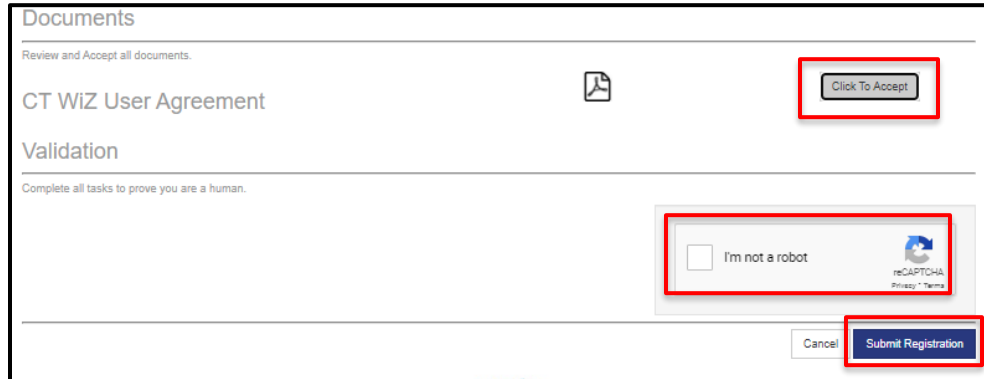 Documents
Review and Accept all documents.
CT WiZ User Agreement
Click To Accept
Validation
Complete all tasks to prove you are a human.
I'm not a robot
reCAPTCHA
Privacy * Terms
Cancel
Submit Registration